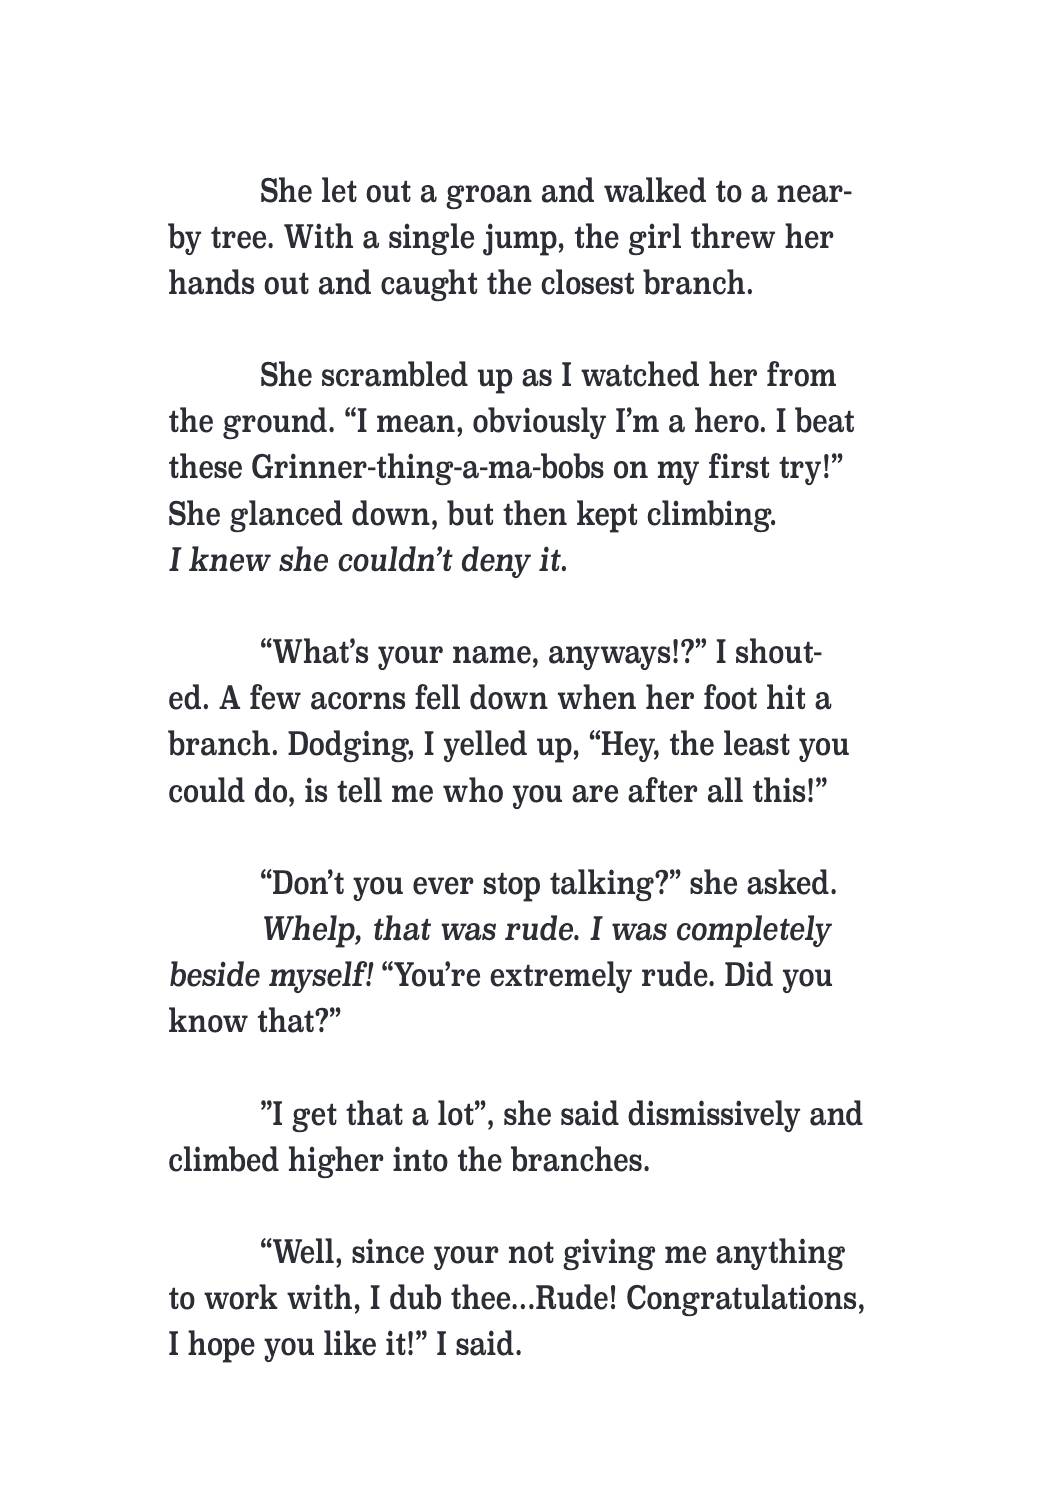 She let out a groan and walked to a near-
by tree. With a single jump, the girl threw her
hands out and caught the closest branch.
She scrambled up as I watched her from
the ground. “I mean, obviously I’m a hero. I beat
these Grinner-thing-a-ma-bobs on my first try!”
She glanced down, but then kept climbing.
I knew she couldn’t deny it.
“What’s your name, anyways!?” I shout-
ed. A few acorns fell down when her foot hit a
branch. Dodging, I yelled up, “Hey, the least you
could do, is tell me who you are after all this!”
“Don’t you ever stop talking?” she asked.
Whelp, that was rude. I was completely
beside myself! “You’re extremely rude. Did you
know that?”
”I get that a lot”, she said dismissively and
climbed higher into the branches.
“Well, since your not giving me anything
to work with, I dub thee...Rude! Congratulations,
I hope you like it!” I said.